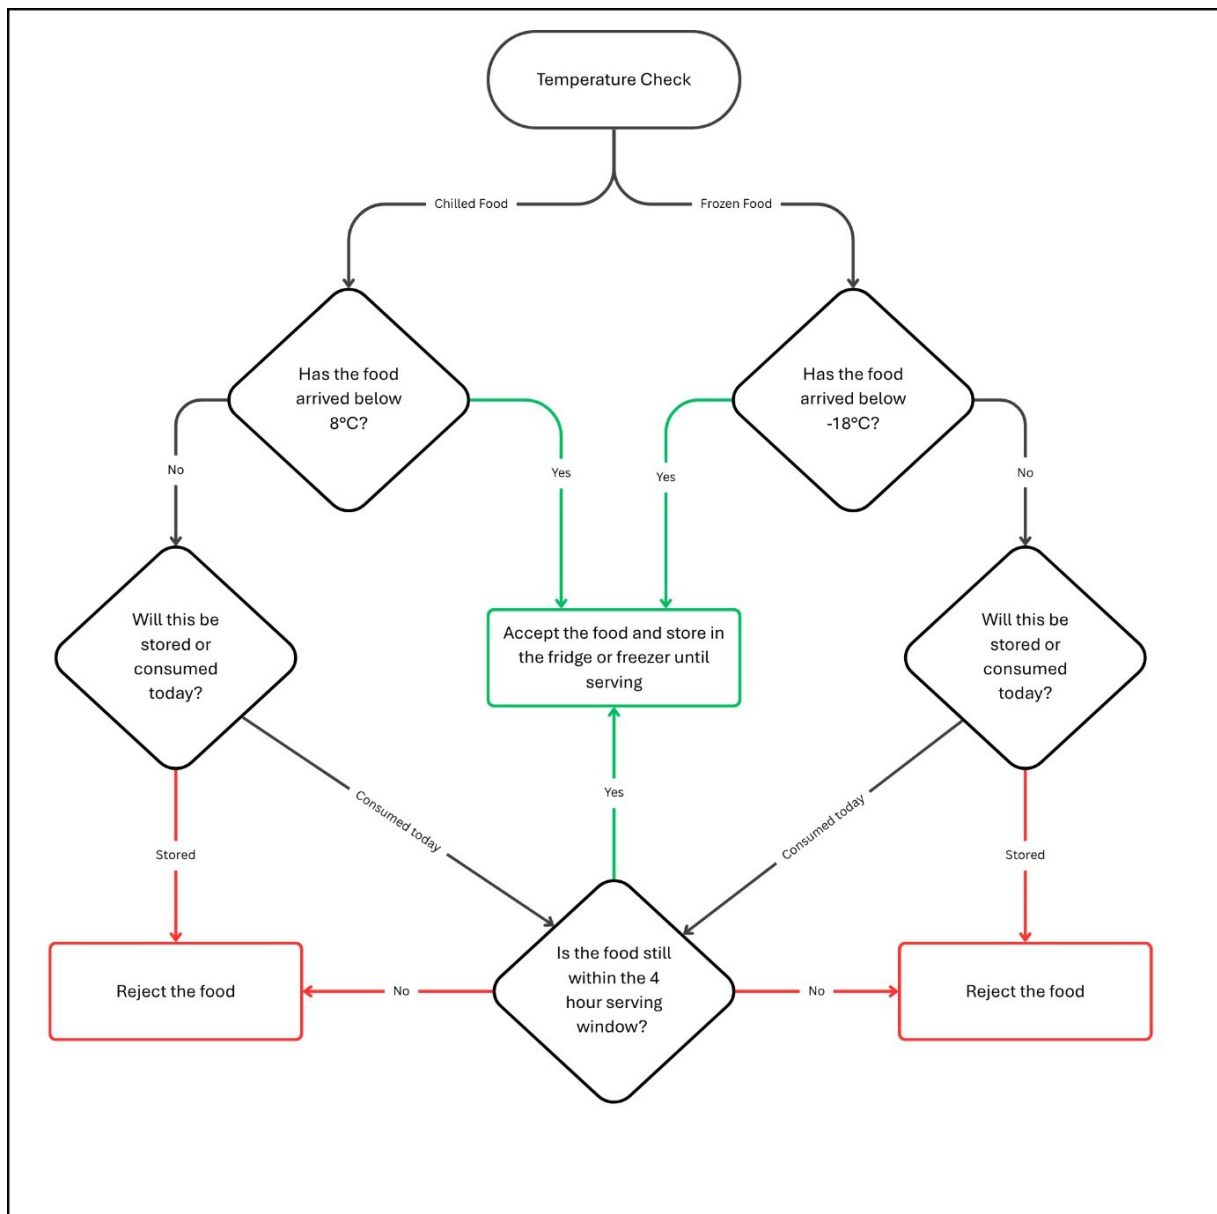 Temperature Check
Chilled Food
Frozen Food
Has the food
arrived below
8°C?
Has the food
arrived below
-18°C?
No
Yes
Yes
No
Will this be
stored or
consumed
today?
Accept the food and store in
the fridge or freezer until
serving
Will this be
stored or
consumed
today?
Consumed today
Yes
Consumed today
Stored
Stored
Reject the food
No
Is the food still
within the 4
hour serving
window?
No
Reject the food